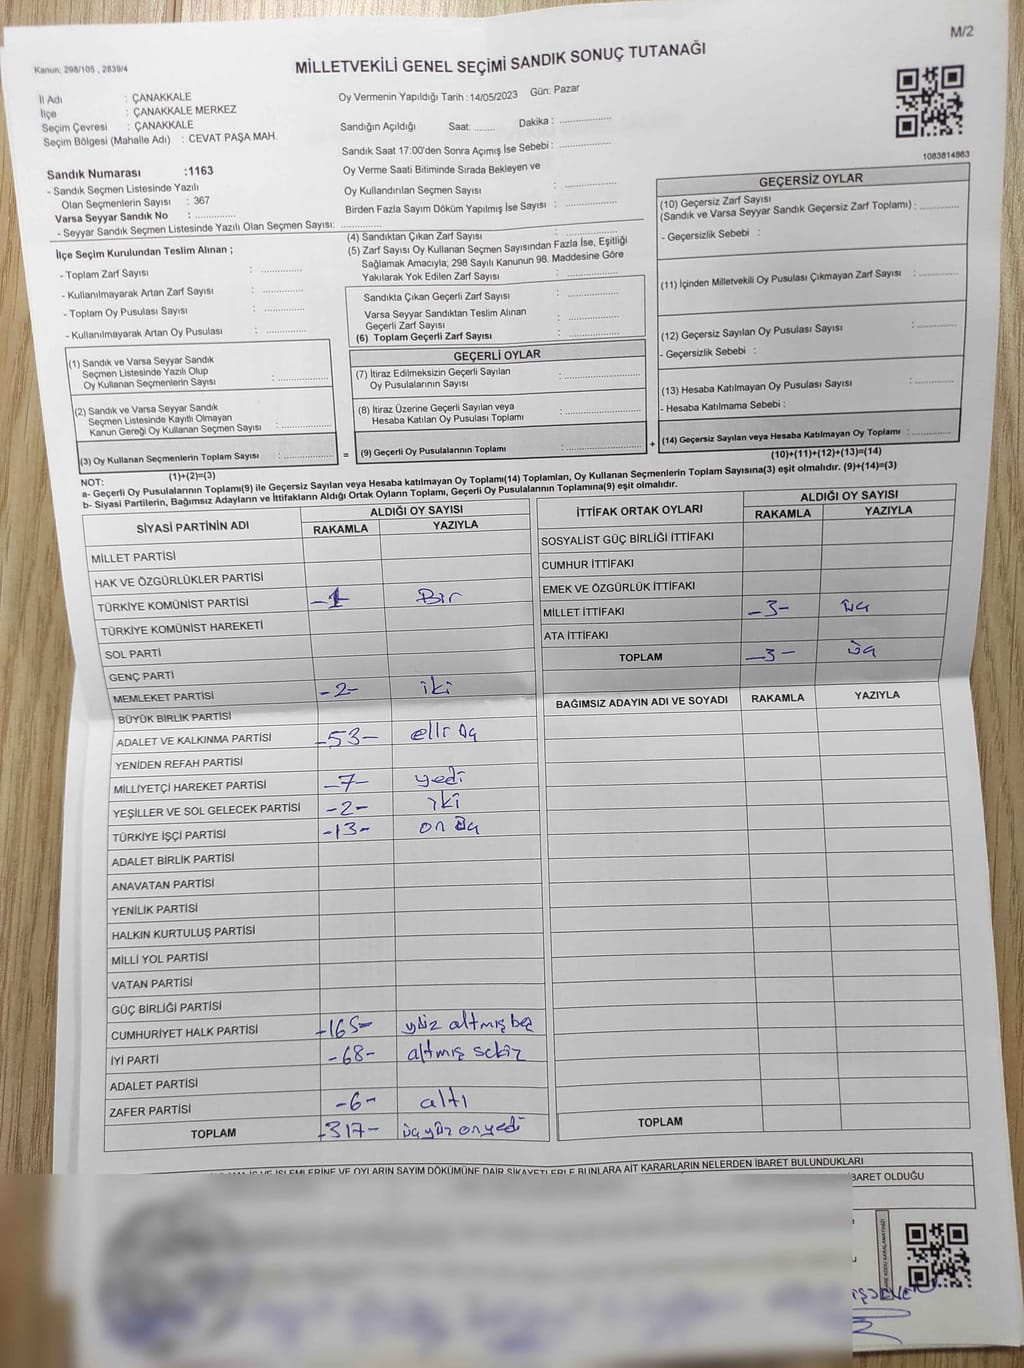 M/2
Kanun: 298/105 , 2839/4
MİLLETVEKİLİ GENEL SEÇİMİ SANDIK SONUÇ TUTANAĞI
İl Adı : ÇANAKKALE
İlçe : ÇANAKKALE MERKEZ
Seçim Çevresi : ÇANAKKALE
Seçim Bölgesi (Mahalle Adı) : CEVAT PAŞA MAH.
Sandık Numarası :1163
- Sandık Seçmen Listesinde Yazılı
Olan Seçmenlerin Sayısı : 367
Varsa Seyyar Sandık No : ..............
- Seyyar Sandık Seçmen Listesinde Yazılı Olan Seçmen Sayısı: ..............
Oy Vermenin Yapıldığı Tarih :14/05/2023 Gün: Pazar
Sandığın Açıldığı Saat: ........ Dakika : ..............
Sandık Saat 17:00'den Sonra Açımış İse Sebebi : ..............
Oy Verme Saati Bitiminde Sırada Bekleyen ve
Oy Kullandırılan Seçmen Sayısı : ..............
Birden Fazla Sayım Döküm Yapılmış İse Sayısı : ..............
1083814863
İlçe Seçim Kurulundan Teslim Alınan ;
- Toplam Zarf Sayısı : ..............
- Kullanılmayarak Artan Zarf Sayısı : ..............
- Toplam Oy Pusulası Sayısı : ..............
- Kullanılmayarak Artan Oy Pusulası : ..............
(1) Sandık ve Varsa Seyyar Sandık
Seçmen Listesinde Yazılı Olup
Oy Kullanan Seçmenlerin Sayısı : ..............
(2) Sandık ve Varsa Seyyar Sandık
Seçmen Listesinde Kayıtlı Olmayan
Kanun Gereği Oy Kullanan Seçmen Sayısı : ..............
(3) Oy Kullanan Seçmenlerin Toplam Sayısı : ..............
(1)+(2)=(3)
(4) Sandıktan Çıkan Zarf Sayısı : ..............
(5) Zarf Sayısı Oy Kullanan Seçmen Sayısından Fazla İse, Eşitliği
Sağlamak Amacıyla; 298 Sayılı Kanunun 98. Maddesine Göre
Yakılarak Yok Edilen Zarf Sayısı : ..............
Sandıkta Çıkan Geçerli Zarf Sayısı : ..............
Varsa Seyyar Sandıktan Teslim Alınan
Geçerli Zarf Sayısı : ..............
(6) Toplam Geçerli Zarf Sayısı : ..............
GEÇERLİ OYLAR
(7) İtiraz Edilmeksizin Geçerli Sayılan
Oy Pusulalarının Sayısı : ..............
(8) İtiraz Üzerine Geçerli Sayılan veya
Hesaba Katılan Oy Pusulası Toplamı : ..............
= (9) Geçerli Oy Pusulalarının Toplamı : .............. +
GEÇERSİZ OYLAR
(10) Geçersiz Zarf Sayısı
(Sandık ve Varsa Seyyar Sandık Geçersiz Zarf Toplamı) : ..............
- Geçersizlik Sebebi :
(11) İçinden Milletvekili Oy Pusulası Çıkmayan Zarf Sayısı : ..............
(12) Geçersiz Sayılan Oy Pusulası Sayısı : ..............
- Geçersizlik Sebebi :
(13) Hesaba Katılmayan Oy Pusulası Sayısı : ..............
- Hesaba Katılmama Sebebi :
(14) Geçersiz Sayılan veya Hesaba Katılmayan Oy Toplamı : ..............
(10)+(11)+(12)+(13)=(14)
NOT:
a- Geçerli Oy Pusulalarının Toplamı(9) ile Geçersiz Sayılan veya Hesaba katılmayan Oy Toplamı(14) Toplamları, Oy Kullanan Seçmenlerin Toplam Sayısına(3) eşit olmalıdır. (9)+(14)=(3)
b- Siyasi Partilerin, Bağımsız Adayların ve İttifakların Aldığı Ortak Oyların Toplamı, Geçerli Oy Pusulalarının Toplamına(9) eşit olmalıdır.
SİYASİ PARTİNİN ADI ALDIĞI OY SAYISI
RAKAMLA YAZIYLA
MİLLET PARTİSİ
HAK VE ÖZGÜRLÜKLER PARTİSİ
TÜRKİYE KOMÜNİST PARTİSİ -1 Bir
TÜRKİYE KOMÜNİST HAREKETİ
SOL PARTİ
GENÇ PARTİ
MEMLEKET PARTİSİ -2- iki
BÜYÜK BİRLİK PARTİSİ
ADALET VE KALKINMA PARTİSİ -53- elli üç
YENİDEN REFAH PARTİSİ
MİLLİYETÇİ HAREKET PARTİSİ -7- yedi
YEŞİLLER VE SOL GELECEK PARTİSİ -2- iki
TÜRKİYE İŞÇİ PARTİSİ -13- on üç
ADALET BİRLİK PARTİSİ
ANAVATAN PARTİSİ
YENİLİK PARTİSİ
HALKIN KURTULUŞ PARTİSİ
MİLLİ YOL PARTİSİ
VATAN PARTİSİ
GÜÇ BİRLİĞİ PARTİSİ
CUMHURİYET HALK PARTİSİ -165- yüz altmış beş
İYİ PARTİ -68- altmış sekiz
ADALET PARTİSİ
ZAFER PARTİSİ -6- altı
TOPLAM -317- üçyüz onyedi
İTTİFAK ORTAK OYLARI ALDIĞI OY SAYISI
RAKAMLA YAZIYLA
SOSYALİST GÜÇ BİRLİĞİ İTTİFAKI
CUMHUR İTTİFAKI
EMEK VE ÖZGÜRLÜK İTTİFAKI
MİLLET İTTİFAKI -3- üç
ATA İTTİFAKI
TOPLAM -3- üç
BAĞIMSIZ ADAYIN ADI VE SOYADI RAKAMLA YAZIYLA
TOPLAM
İŞLEMLERİNE VE OYLARIN SAYIM DÖKÜMÜNE DAİR ŞİKAYETLERLE BUNLARA AİT KARARLARIN NELERDEN İBARET BULUNDUKLARI
BARET OLDUĞU